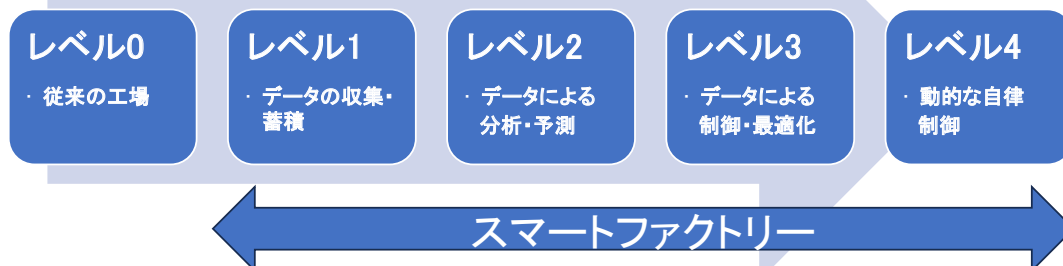 レベル0
・ 従来の工場
レベル1
・ データの収集・
蓄積
レベル2
・ データによる
分析・予測
レベル3
・ データによる
制御・最適化
レベル4
・ 動的な自律
制御
スマートファクトリー